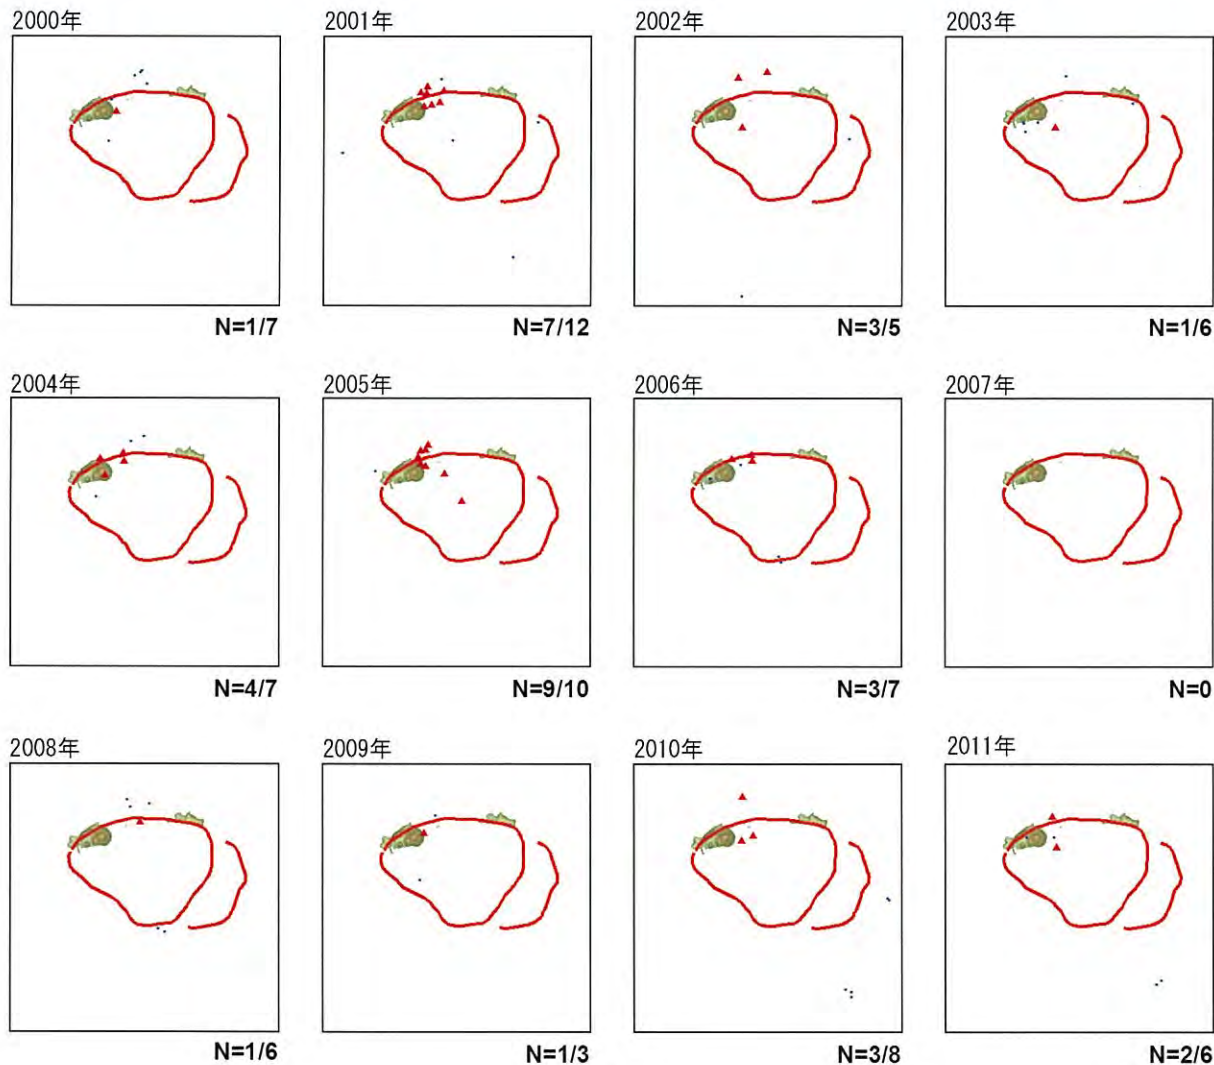 2000年
2001年
2002年
2003年
N=1/7
N=7/12
N=3/5
N=1/6
2004年
2005年
2006年
2007年
N=4/7
N=9/10
N=3/7
N=0
2008年
2009年
2010年
2011年
N=1/6
N=1/3
N=3/8
N=2/6